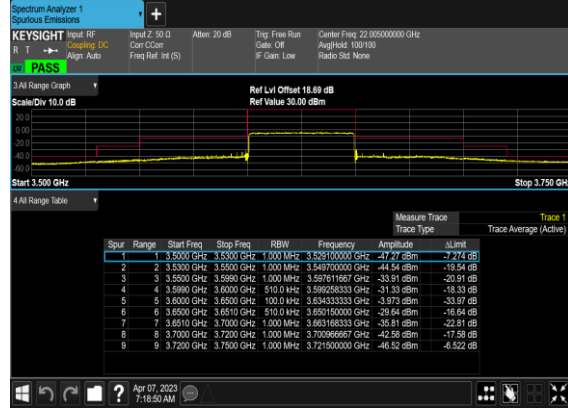 Spectrum Analyzer 1
Spurious Emissions
+
KEYSIGHT Input: RF Input Z: 50 Ω Atten: 20 dB Trig: Free Run Center Freq: 22.005000000 GHz
R T Coupling: DC Corr CCorr Gate: Off Avg|Hold: 100/100
Align: Auto Freq Ref: Int (S) IF Gain: Low Radio Std: None
PASS
3 All Range Graph
Ref Lvl Offset 18.69 dB
Scale/Div 10.0 dB Ref Value 30.00 dBm
20.0
0.00
-20.0
-40.0
-60.0
Start 3.500 GHz Stop 3.750 GHz
4 All Range Table
Measure Trace Trace 1
Trace Type Trace Average (Active)
Spur Range Start Freq Stop Freq RBW Frequency Amplitude ΔLimit
1 1 3.5000 GHz 3.5300 GHz 1.000 MHz 3.529100000 GHz -47.27 dBm -7.274 dB
2 2 3.5300 GHz 3.5500 GHz 1.000 MHz 3.549700000 GHz -44.54 dBm -19.54 dB
3 3 3.5500 GHz 3.5990 GHz 1.000 MHz 3.597611667 GHz -33.91 dBm -20.91 dB
4 4 3.5990 GHz 3.6000 GHz 510.0 kHz 3.599258333 GHz -31.33 dBm -18.33 dB
5 5 3.6000 GHz 3.6500 GHz 100.0 kHz 3.634333333 GHz -3.973 dBm -33.97 dB
6 6 3.6500 GHz 3.6510 GHz 510.0 kHz 3.650150000 GHz -29.64 dBm -16.64 dB
7 7 3.6510 GHz 3.7000 GHz 1.000 MHz 3.663168333 GHz -35.81 dBm -22.81 dB
8 8 3.7000 GHz 3.7200 GHz 1.000 MHz 3.700966667 GHz -42.58 dBm -17.58 dB
9 9 3.7200 GHz 3.7500 GHz 1.000 MHz 3.721500000 GHz -46.52 dBm -6.522 dB
? Apr 07, 2023
7:18:50 AM